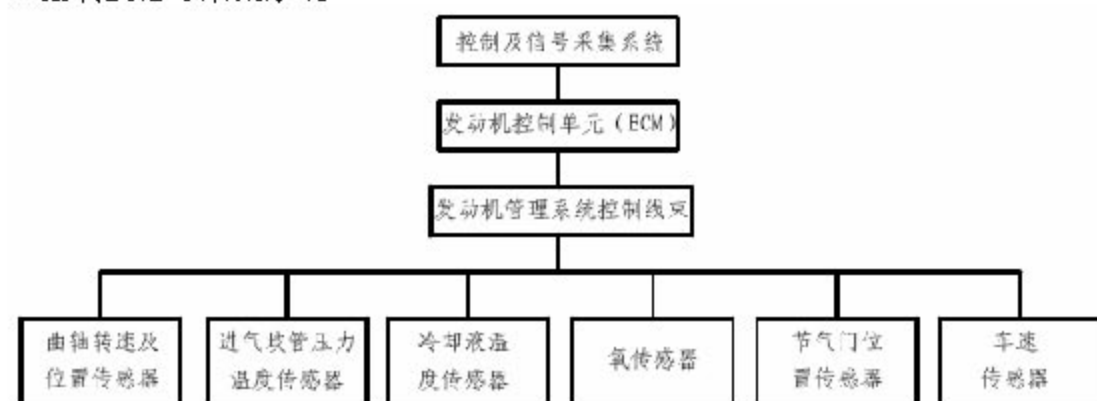 控制及信号采集系统
发动机控制单元（ECM）
发动机管理系统控制线束
曲轴转速及
位置传感器
进气歧管压力
温度传感器
冷却液温
度传感器
氧传感器
节气门位
置传感器
车速
传感器